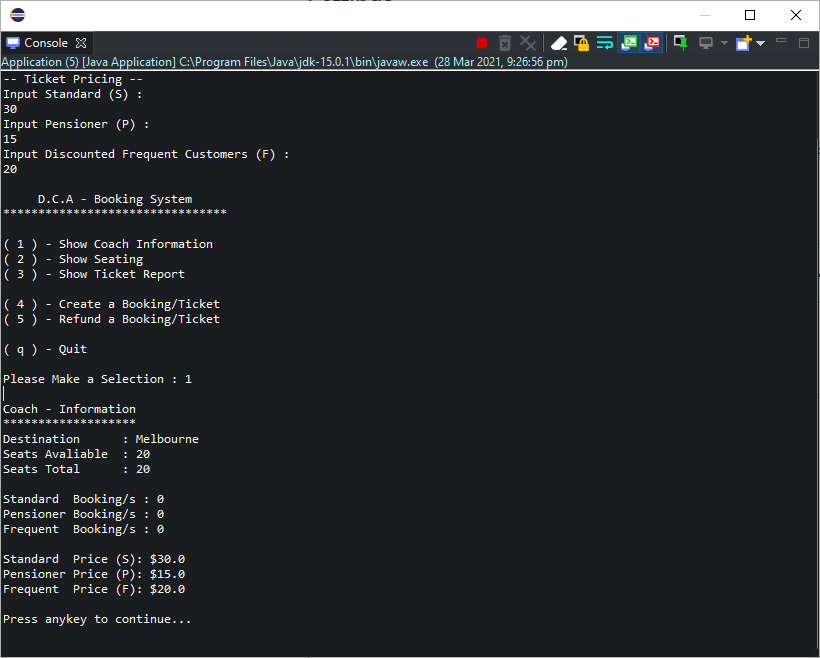 Console
Application (5) [Java Application] C:\Program Files\Java\jdk-15.0.1\bin\javaw.exe (28 Mar 2021, 9:26:56 pm)
-- Ticket Pricing --
Input Standard (S) :
30
Input Pensioner (P) :
15
Input Discounted Frequent Customers (F) :
20
D.C.A - Booking System
********************************
( 1 ) - Show Coach Information
( 2 ) - Show Seating
( 3 ) - Show Ticket Report
( 4 ) - Create a Booking/Ticket
( 5 ) - Refund a Booking/Ticket
( q ) - Quit
Please Make a Selection : 1
Coach - Information
*******************
Destination      : Melbourne
Seats Avaliable  : 20
Seats Total      : 20
Standard  Booking/s : 0
Pensioner Booking/s : 0
Frequent  Booking/s : 0
Standard  Price (S): $30.0
Pensioner Price (P): $15.0
Frequent  Price (F): $20.0
Press anykey to continue...